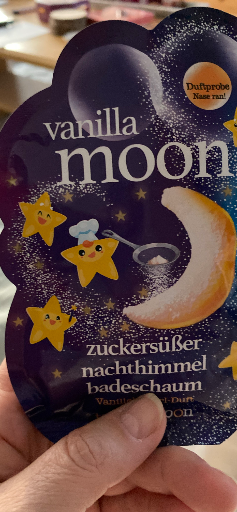 Duftprobe
Nase ran!
vanilla
moon
zuckersüßer
nachthimmel
badeschaum